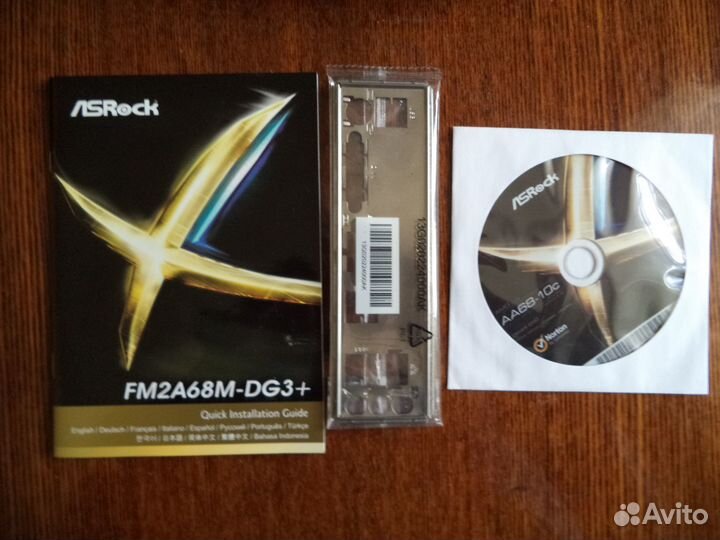 ASRock
FM2A68M-DG3+
Quick Installation Guide
English / Deutsch / Français / Italiano / Español / Русский / Português / Türkçe
한국어 / 日本語 / 简体中文 / 繁體中文 / Bahasa Indonesia
13G020224000AK
ASRock
AA68-10c
Norton
Avito